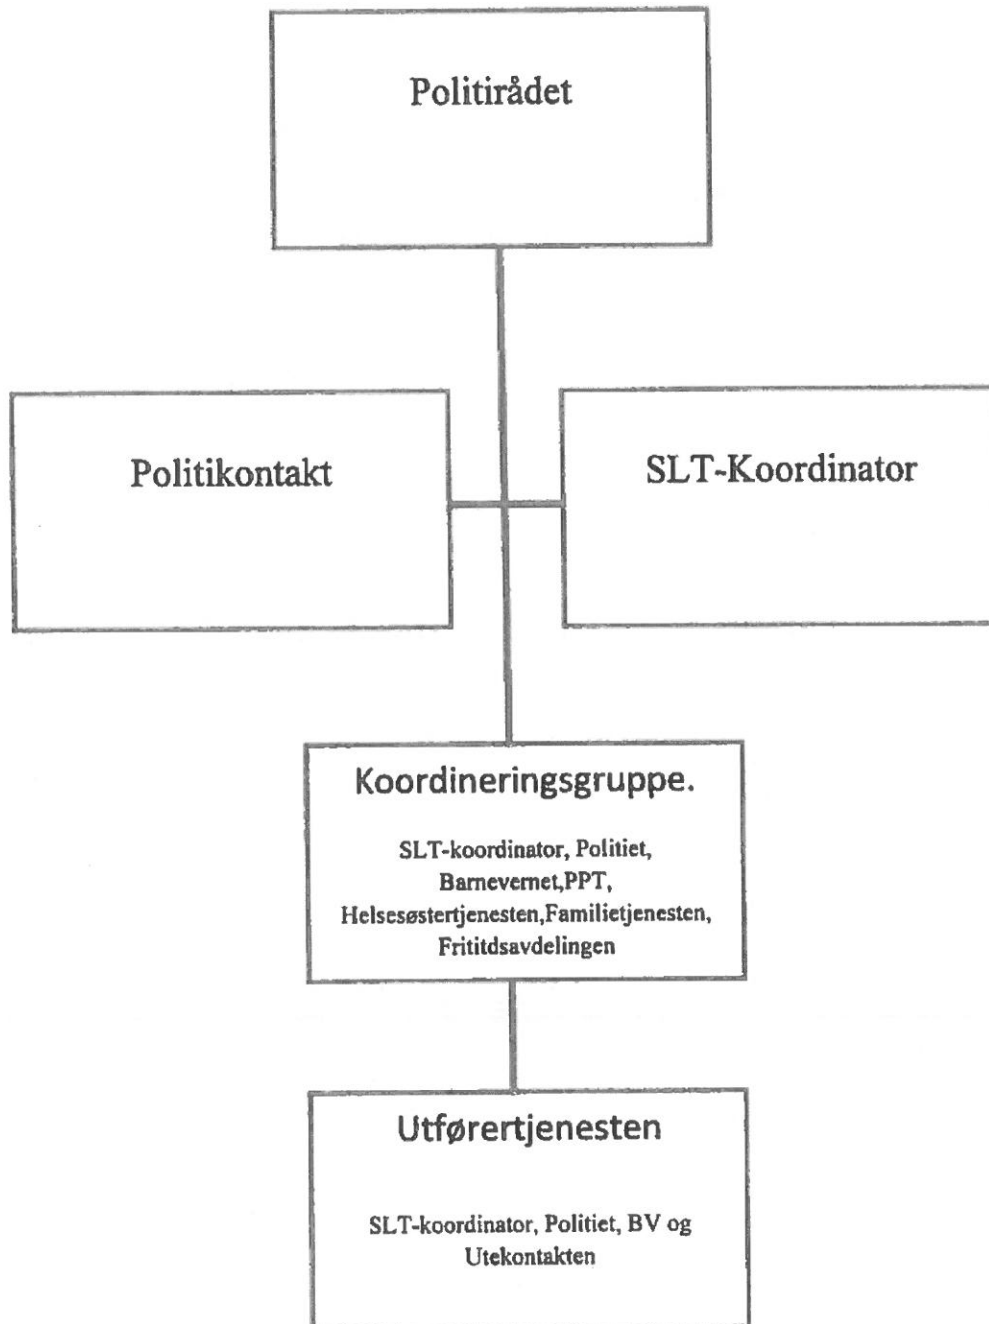 Politirådet
Politikontakt
SLT-Koordinator
Koordineringsgruppe.
SLT-koordinator, Politiet,
Barnevernet,PPT,
Helsesøstertjenesten,Familietjenesten,
Frititdsavdelingen
Utførertjenesten
SLT-koordinator, Politiet, BV og
Utekontakten